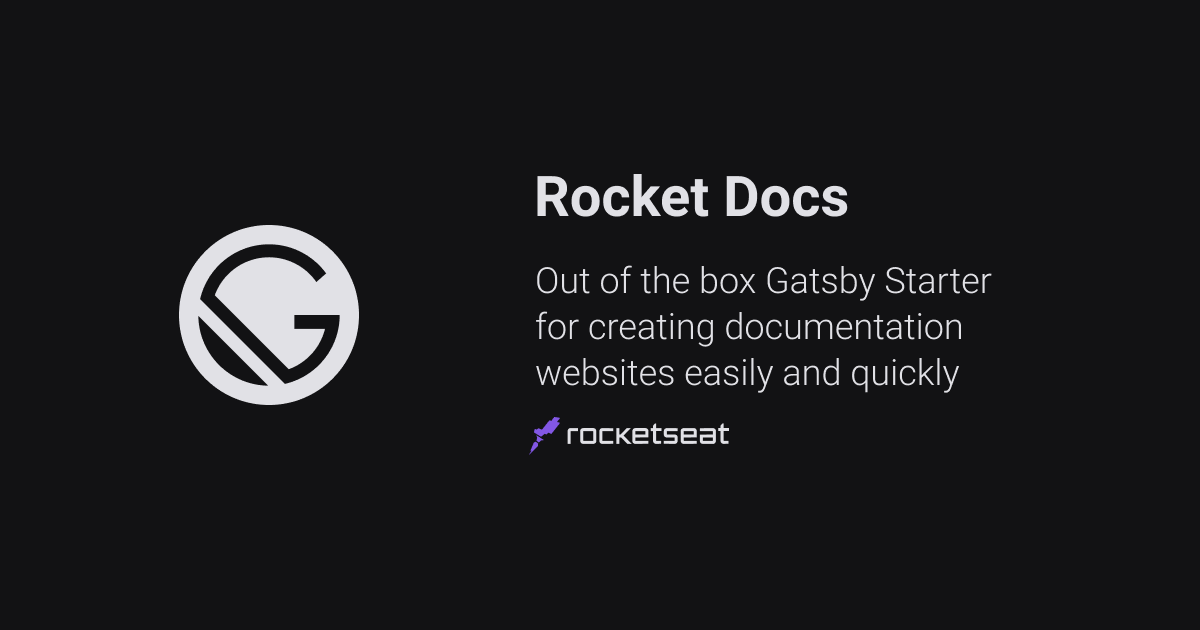 Rocket Docs
Out of the box Gatsby Starter
for creating documentation
websites easily and quickly
rocketseat